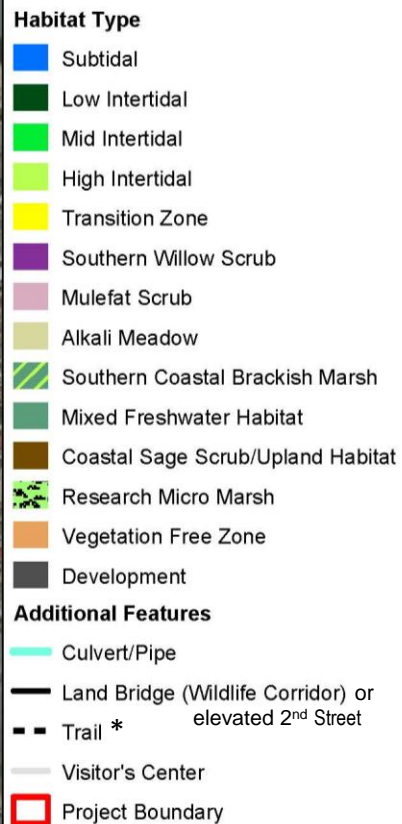 Habitat Type
Subtidal
Low Intertidal
Mid Intertidal
High Intertidal
Transition Zone
Southern Willow Scrub
Mulefat Scrub
Alkali Meadow
Southern Coastal Brackish Marsh
Mixed Freshwater Habitat
Coastal Sage Scrub/Upland Habitat
Research Micro Marsh
Vegetation Free Zone
Development
Additional Features
Culvert/Pipe
Land Bridge (Wildlife Corridor) or
elevated 2nd Street
Trail *
Visitor's Center
Project Boundary